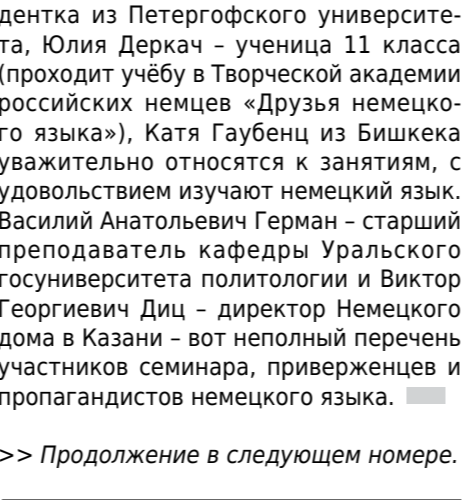 дентка из Петергофского университе-
та, Юлия Деркач – ученица 11 класса
(проходит учёбу в Творческой академии
российских немцев «Друзья немецко-
го языка»), Катя Гаубенц из Бишкека
уважительно относятся к занятиям, с
удовольствием изучают немецкий язык.
Василий Анатольевич Герман – старший
преподаватель кафедры Уральского
госуниверситета политологии и Виктор
Георгиевич Диц – директор Немецкого
дома в Казани – вот неполный перечень
участников семинара, приверженцев и
пропагандистов немецкого языка.
>> Продолжение в следующем номере.